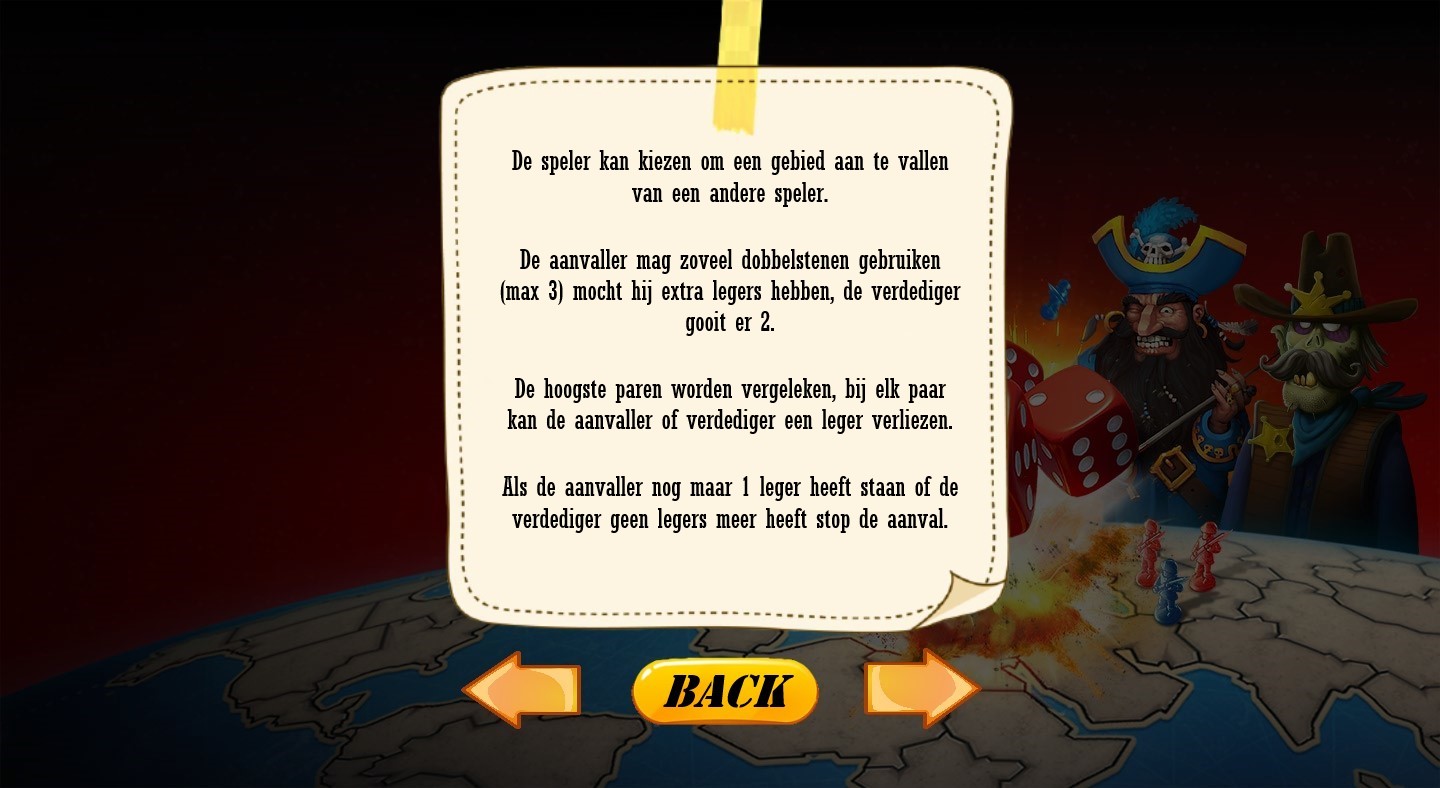 De speler kan kiezen om een gebied aan te vallen
van een andere speler.
De aanvaller mag zoveel dobbelstenen gebruiken
(max 3) mocht hij extra legers hebben, de verdediger
gooit er 2.
De hoogste paren worden vergeleken, bij elk paar
kan de aanvaller of verdediger een leger verliezen.
Als de aanvaller nog maar 1 leger heeft staan of de
verdediger geen legers meer heeft stop de aanval.
BACK